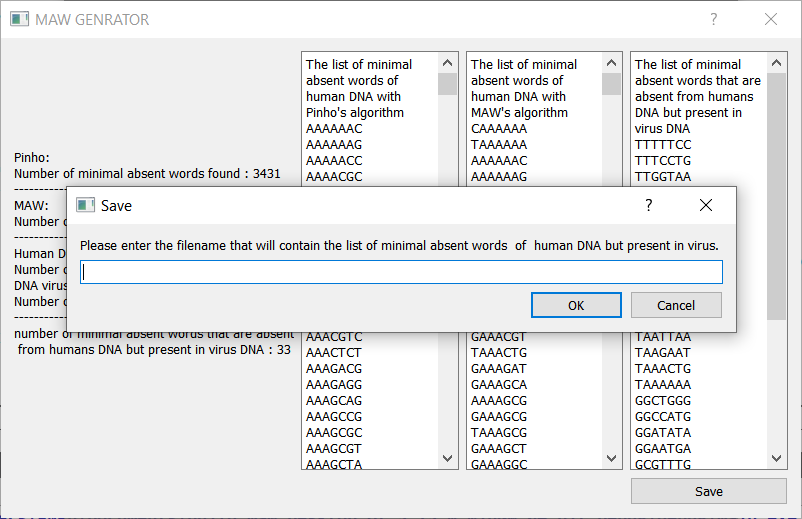 MAW GENRATOR
Pinho:
Number of minimal absent words found : 3431
------------
MAW:
Number
------------
Human
Number
DNA virus
Number
------------
number of minimal absent words that are absent
from humans DNA but present in virus DNA : 33
The list of minimal
absent words of
human DNA with
Pinho's algorithm
AAAAAAC
AAAAAAG
AAAAACC
AAAACGC
AAACGTC
AAACTCT
AAAGACG
AAAGAGG
AAAGCAG
AAAGCCG
AAAGCGC
AAAGCGT
AAAGCTA
The list of minimal
absent words of
human DNA with
MAW's algorithm
CAAAAAA
TAAAAAA
AAAAAAC
AAAAAAG
GAAACGT
TAAACTG
GAAAGAT
GAAAGCA
AAAAGCG
GAAAGCG
TAAAGCG
GAAAGCT
GAAAGGC
The list of minimal
absent words that are
absent from humans
DNA but present in
virus DNA
TTTTTCC
TTTCCTG
TTGGTAA
TAATTAA
TAAGAAT
TAAACTG
TAAAAAA
GGCTGGG
GGCCATG
GGATATA
GGAATGA
GCGTTTG
Save
Save
Please enter the filename that will contain the list of minimal absent words of human DNA but present in virus.
OK
Cancel